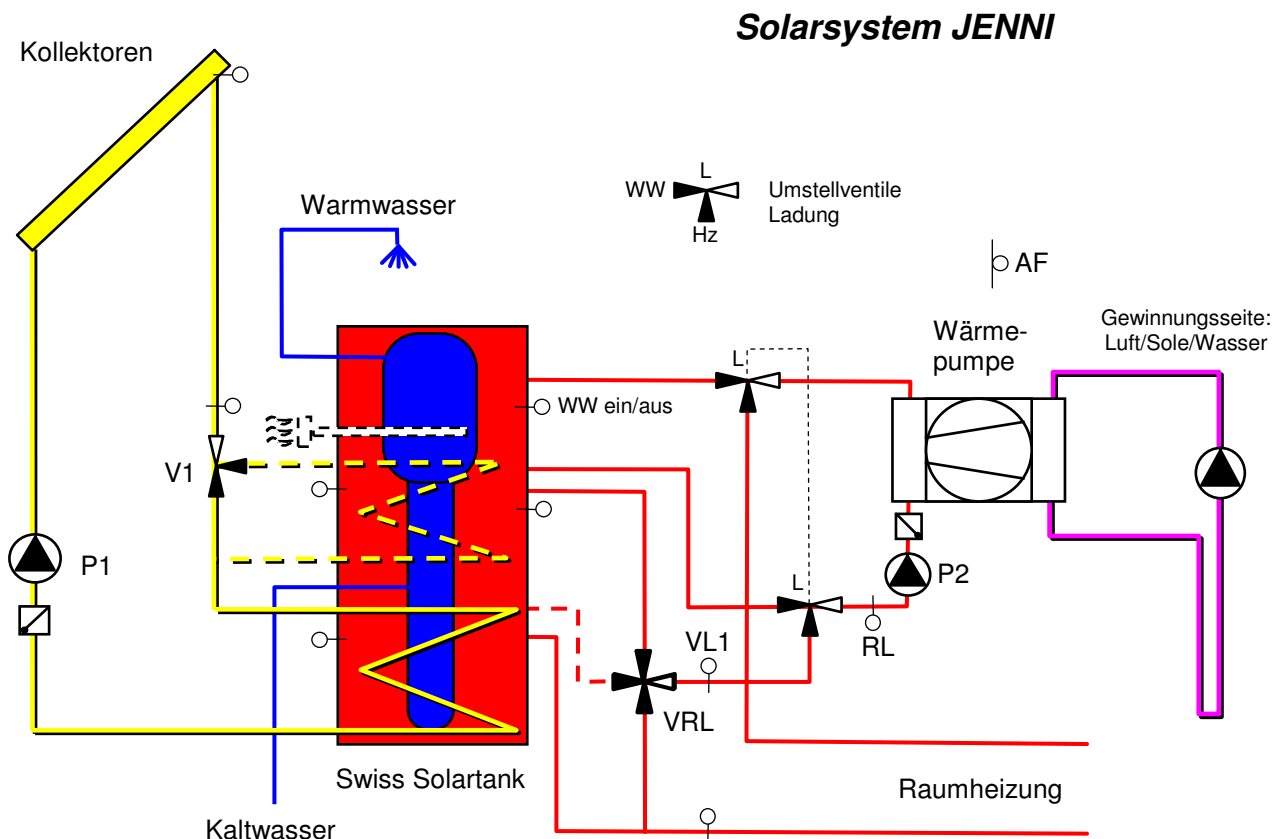 Solarsystem JENNI
Kollektoren
L
WW
Umstellventile
Ladung
Hz
Warmwasser
AF
Wärme-
pumpe
Gewinnungsseite:
Luft/Sole/Wasser
L
WW ein/aus
V1
P1
P2
L
VL1
RL
VRL
Swiss Solartank
Raumheizung
Kaltwasser